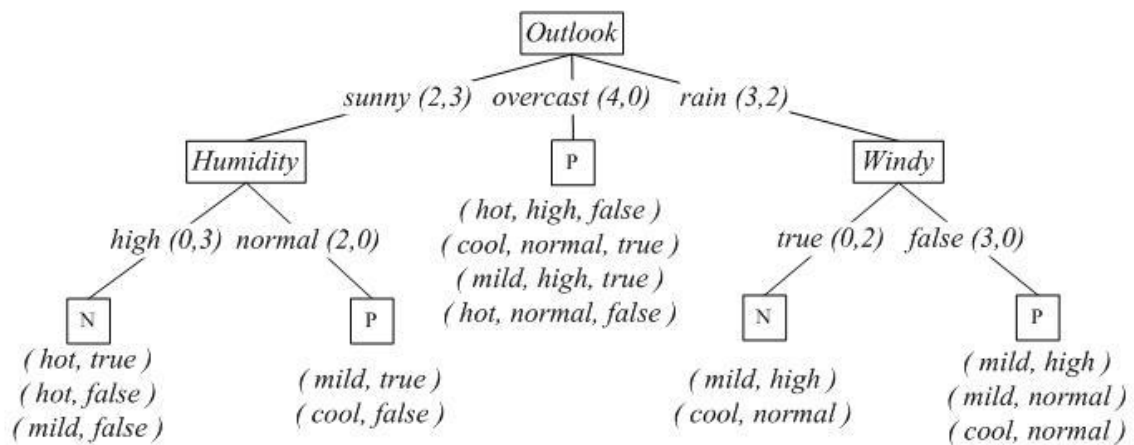 Outlook
sunny (2,3) overcast (4,0) rain (3,2)
Humidity
P
Windy
( hot, high, false )
( cool, normal, true )
( mild, high, true )
( hot, normal, false )
high (0,3) normal (2,0)
true (0,2) false (3,0)
N
( hot, true )
( hot, false )
( mild, false )
P
( mild, true )
( cool, false )
N
( mild, high )
( cool, normal )
P
( mild, high )
( mild, normal )
( cool, normal )